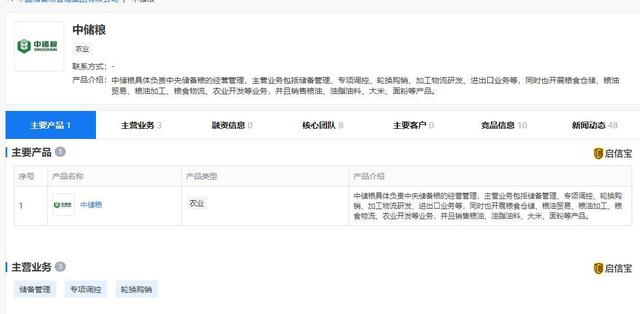 中储粮
中储粮
SINOGRAIN
农业
联系方式： -
产品介绍： 中储粮具体负责中央储备粮的经营管理，主营业务包括储备管理、专项调控、轮换购销、加工物流研发、进出口业务等，同时也开展粮食仓储、粮油
贸易、粮油加工、粮食物流、农业开发等业务，并且销售粮油、油脂油料、大米、面粉等产品。
主要产品 1 主营业务 3 融资信息 0 核心团队 8 主要客户 0 竞品信息 10 新闻动态 48
主要产品 1 启信宝
序号 产品名称 产品类型 产品介绍
1 中储粮 中储粮 农业
中储粮具体负责中央储备粮的经营管理，主营业务包括储备管理、专项调控、轮换购
销、加工物流研发、进出口业务等，同时也开展粮食仓储、粮油贸易、粮油加工、粮
食物流、农业开发等业务，并且销售粮油、油脂油料、大米、面粉等产品。
主营业务 3 启信宝
储备管理 专项调控 轮换购销